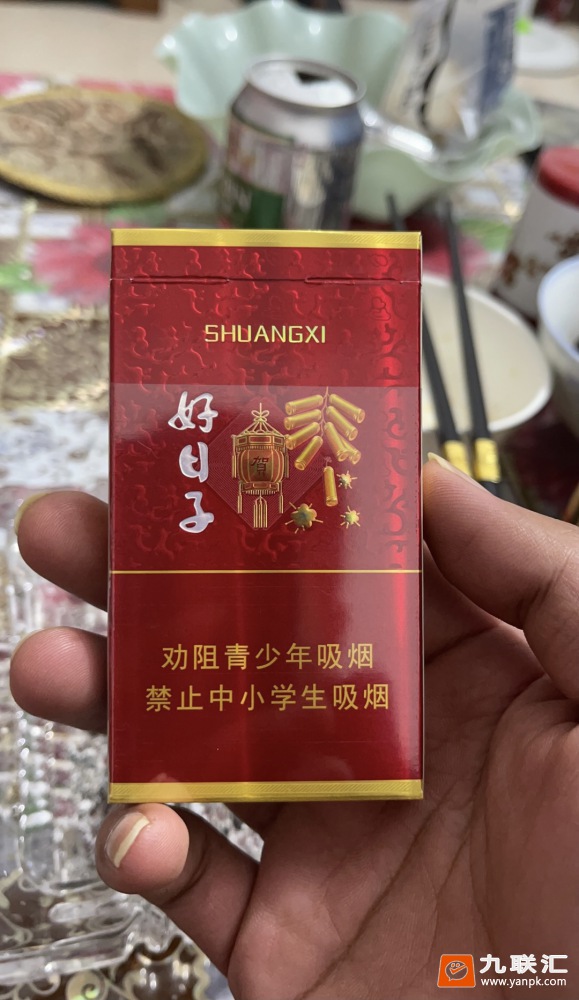 SHUANGXI
好日子
賀
劝阻青少年吸烟
禁止中小学生吸烟
九联汇
www.yanpk.com